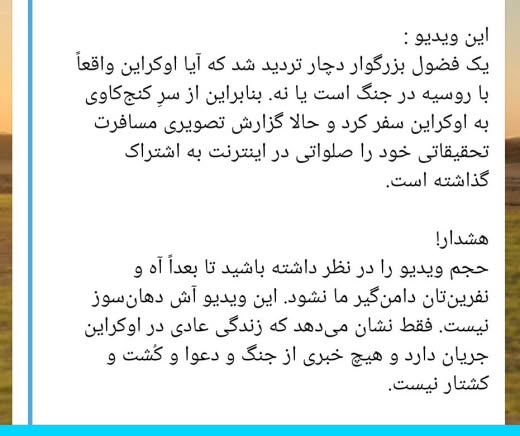 این ویدیو :
یک فضول بزرگوار دچار تردید شد که آیا اوکراین واقعاً
با روسیه در جنگ است یا نه. بنابراین از سرِ کنج‌کاوی
به اوکراین سفر کرد و حالا گزارش تصویری مسافرت
تحقیقاتی خود را صلواتی در اینترنت به اشتراک
گذاشته است.
هشدار!
حجم ویدیو را در نظر داشته باشید تا بعداً آه و
نفرین‌تان دامن‌گیر ما نشود. این ویدیو آش دهان‌سوز
نیست. فقط نشان می‌دهد که زندگی عادی در اوکراین
جریان دارد و هیچ خبری از جنگ و دعوا و کُشت و
کشتار نیست.